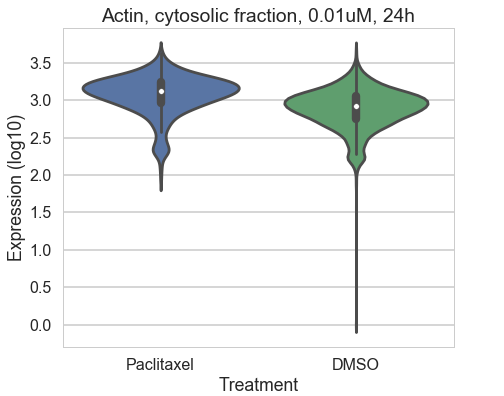 Actin, cytosolic fraction, 0.01uM, 24h
Expression (log10)
3.5
3.0
2.5
2.0
1.5
1.0
0.5
0.0
Paclitaxel DMSO
Treatment